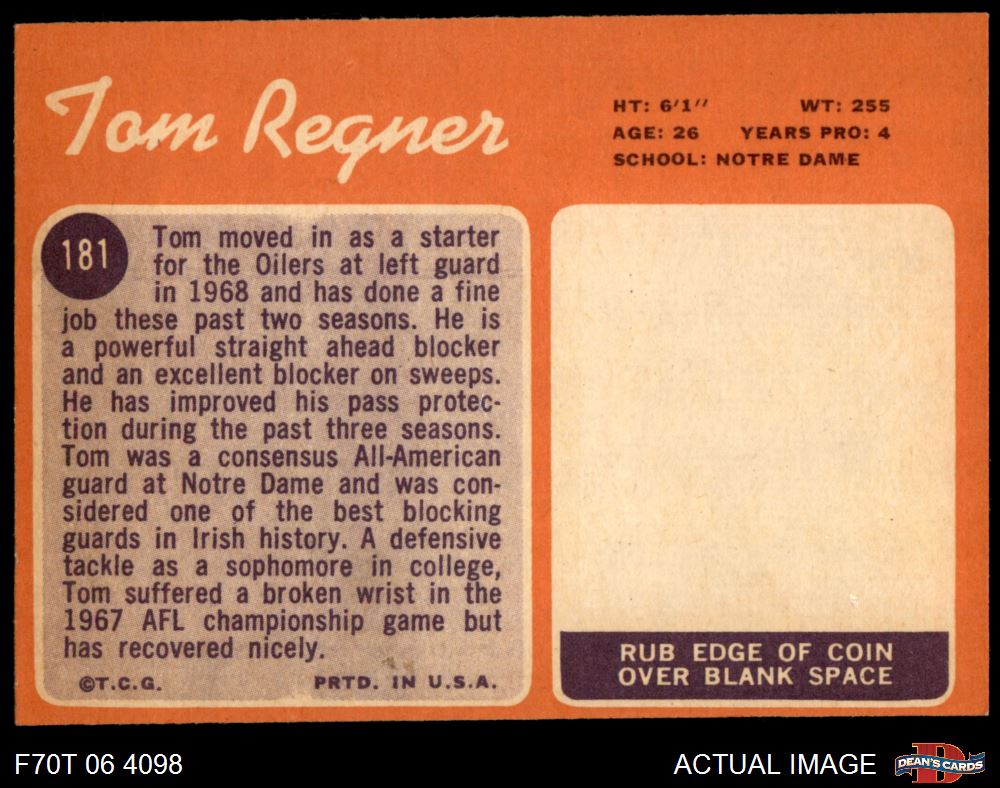 Tom Regner
HT: 6'1" WT: 255
AGE: 26 YEARS PRO: 4
SCHOOL: NOTRE DAME
181
Tom moved in as a starter
for the Oilers at left guard
in 1968 and has done a fine
job these past two seasons. He is
a powerful straight ahead blocker
and an excellent blocker on sweeps.
He has improved his pass protec-
tion during the past three seasons.
Tom was a consensus All-American
guard at Notre Dame and was con-
sidered one of the best blocking
guards in Irish history. A defensive
tackle as a sophomore in college,
Tom suffered a broken wrist in the
1967 AFL championship game but
has recovered nicely.
©T.C.G. PRTD. IN U.S.A.
RUB EDGE OF COIN
OVER BLANK SPACE
F70T 06 4098
ACTUAL IMAGE
D
DEAN'S CARDS